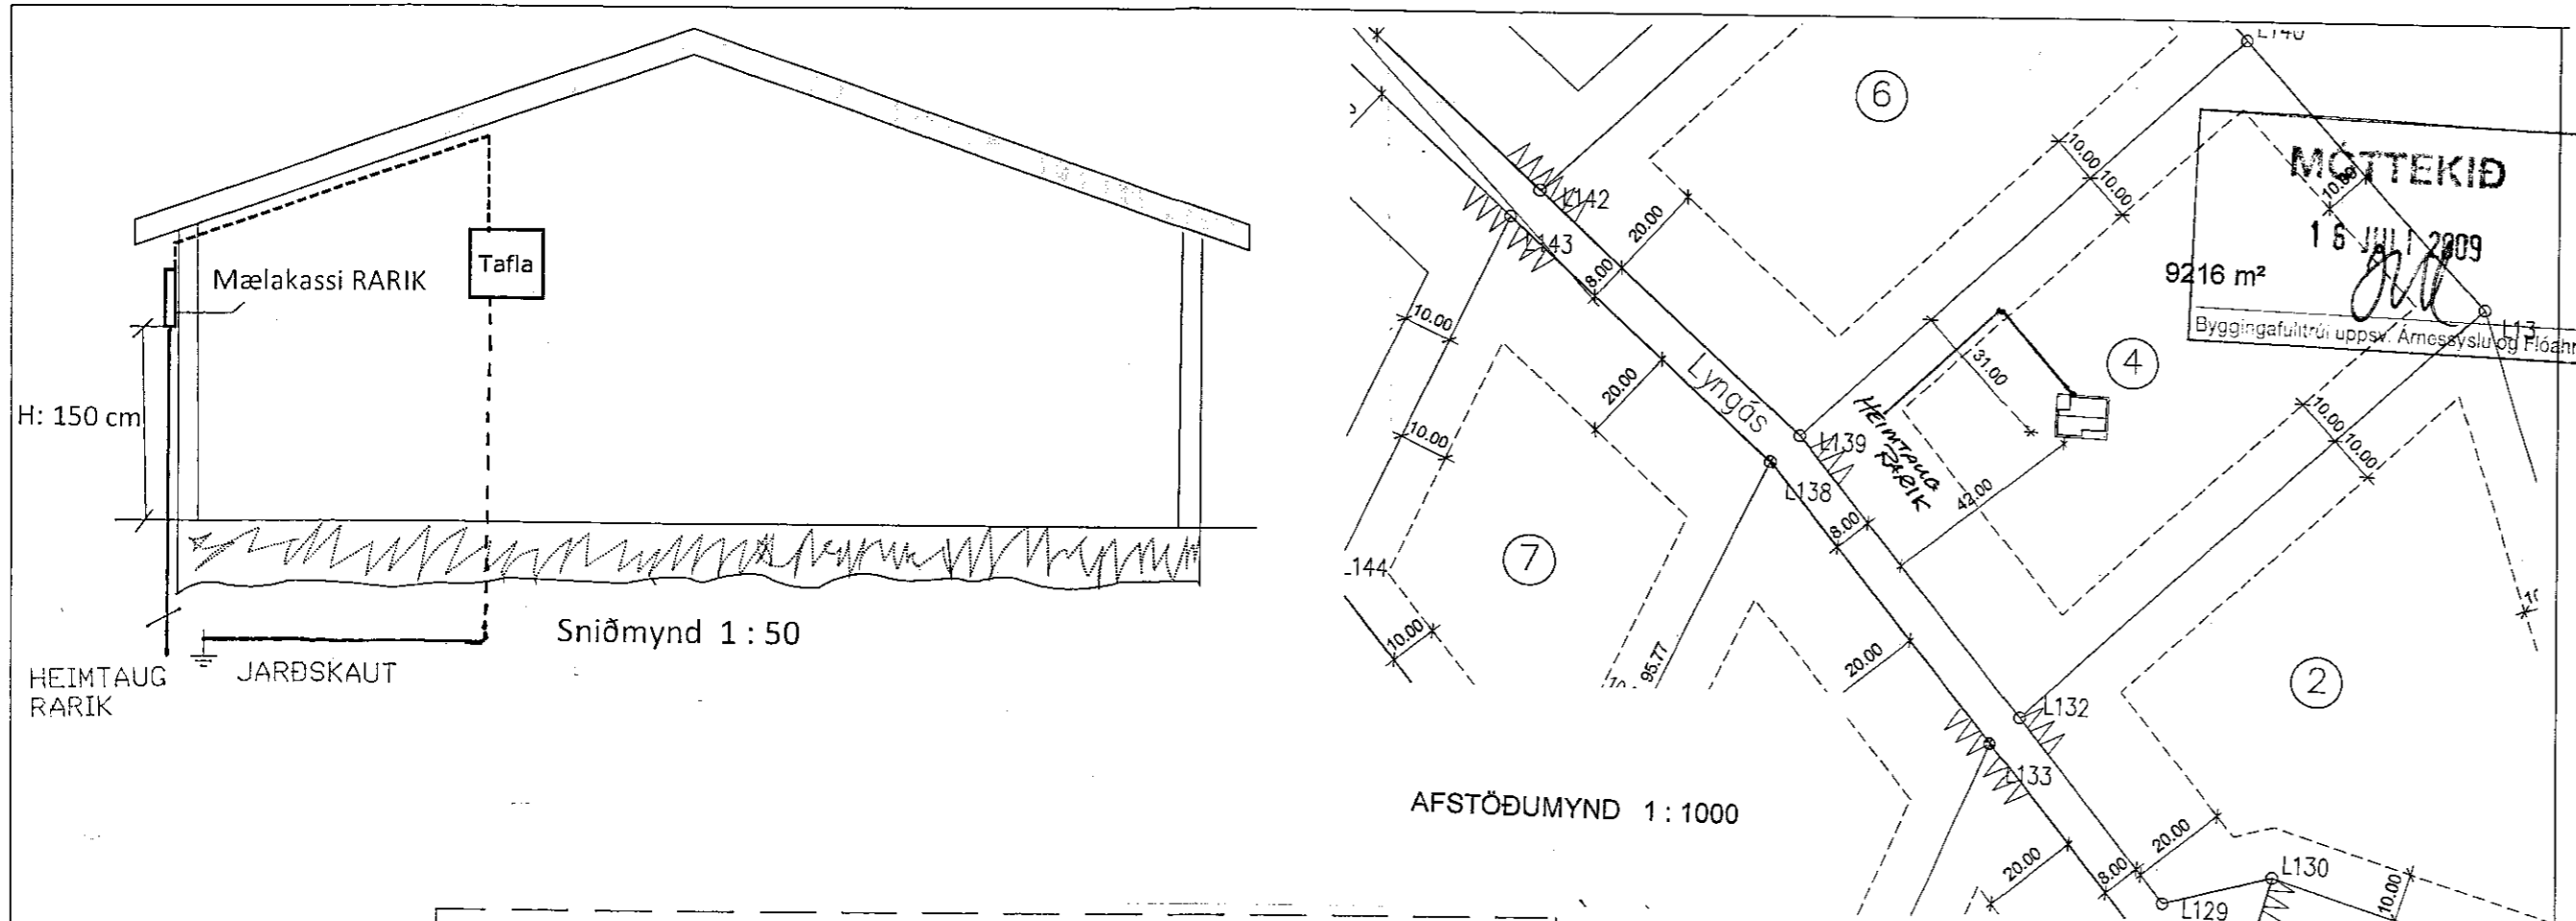 Tafla
Mælakassi RARIK
H: 150 cm
Sniðmynd 1 : 50
HEIMTAUG
RARIK
JARÐSKAUT
L140
6
MÓTTEKIÐ
16 JÚLÍ 2009
9216 m²
Byggingafulltrúi uppsv. Árnessýslu og Flóahr
10.00
10.00
10.00
L142
L143
20.00
8.00
10.00
10.00
20.00
Lyngás
31.00
4
HEIMTAUG
RARIK
L139
L138
8.00
42.00
10.00
10.00
L13
7
L144
10.00
95.77
20.00
2
L132
L133
AFSTÖÐUMYND 1 : 1000
20.00
20.00
8.00
L130
L129
10.00